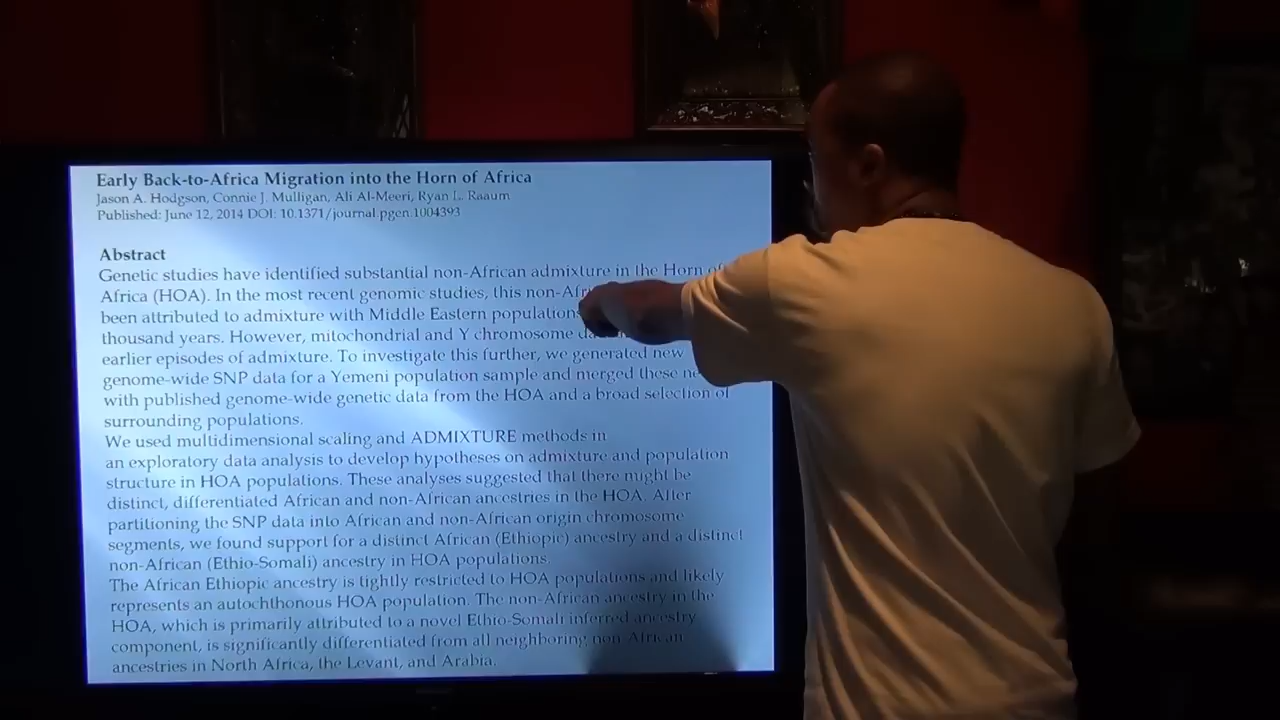 Early Back-to-Africa Migration into the Horn of Africa
Jason A. Hodgson, Connie J. Mulligan, Ali Al-Meeri, Ryan L. Raaum
Published: June 12, 2014 DOI: 10.1371/journal.pgen.1004393
Abstract
Genetic studies have identified substantial non-African admixture in the Horn of
Africa (HOA). In the most recent genomic studies, this
been attributed to admixture with Middle Eastern
thousand years. However, mitochondrial and Y chromosome
earlier episodes of admixture. To investigate this further, we generated new
genome-wide SNP data for a Yemeni population sample and merged these
with published genome-wide genetic data from the HOA and a broad selection of
surrounding populations.
We used multidimensional scaling and ADMIXTURE methods in
an exploratory data analysis to develop hypotheses on admixture and population
structure in HOA populations. These analyses suggested that there might be
distinct, differentiated African and non-African ancestries in the HOA. After
partitioning the SNP data into African and non-African origin chromosome
segments, we found support for a distinct African (Ethiopic) ancestry and a distinct
non-African (Ethio-Somali) ancestry in HOA populations.
The African Ethiopic ancestry is tightly restricted to HOA populations and likely
represents an autochthonous HOA population. The non-African ancestry in the
HOA, which is primarily attributed to a novel Ethio-Somali inferred ancestry
component, is significantly differentiated from all neighboring non-African
ancestries in North Africa, the Levant, and Arabia.